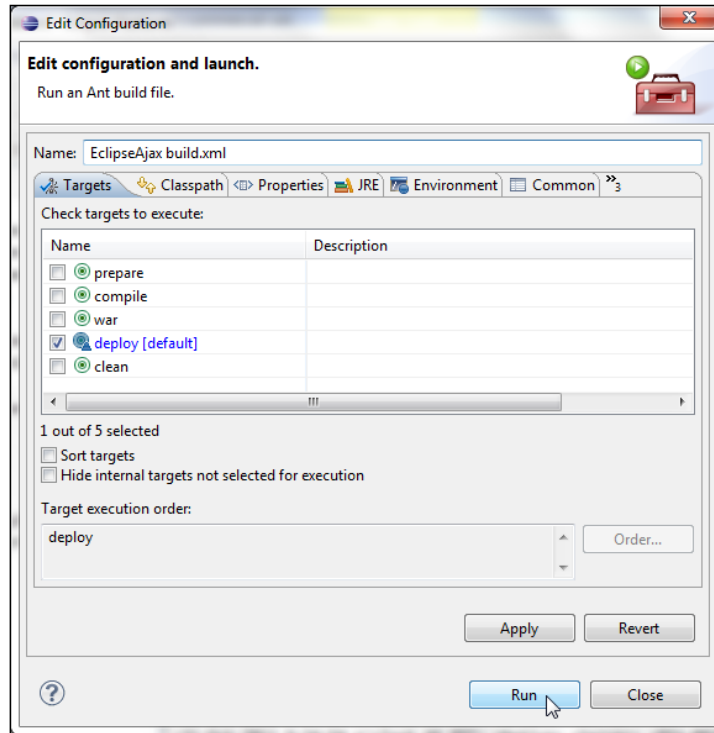 Edit Configuration
Edit configuration and launch.
Run an Ant build file.
Name: EclipseAjax build.xml
Targets Classpath Properties JRE Environment Common »3
Check targets to execute:
Name Description
prepare
compile
war
deploy [default]
clean
1 out of 5 selected
Sort targets
Hide internal targets not selected for execution
Target execution order:
deploy
Order...
Apply Revert
Run Close